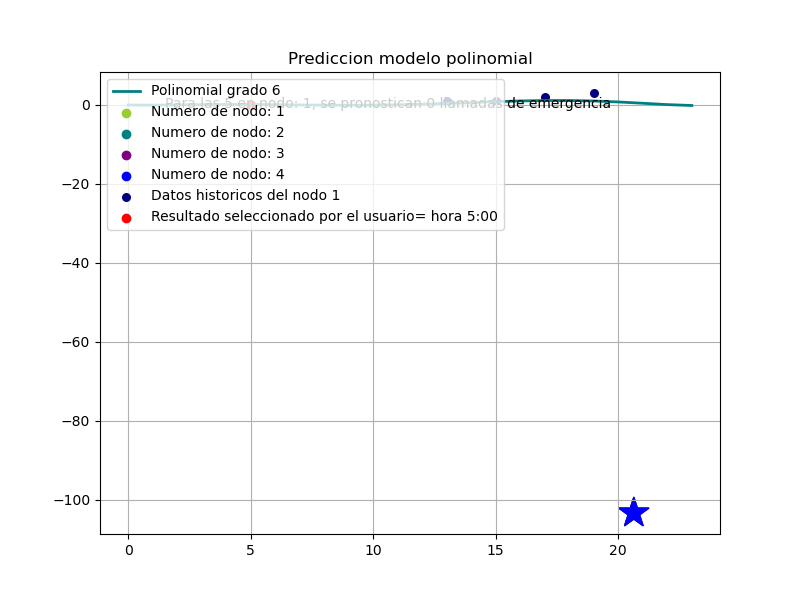 Prediccion modelo polinomial
Polinomial grado 6
Para las 5 en nodo: 1, se pronostican 0 llamadas de emergencia
Numero de nodo: 1
Numero de nodo: 2
Numero de nodo: 3
Numero de nodo: 4
Datos historicos del nodo 1
Resultado seleccionado por el usuario= hora 5:00
0
−20
−40
−60
−80
−100
0 5 10 15 20